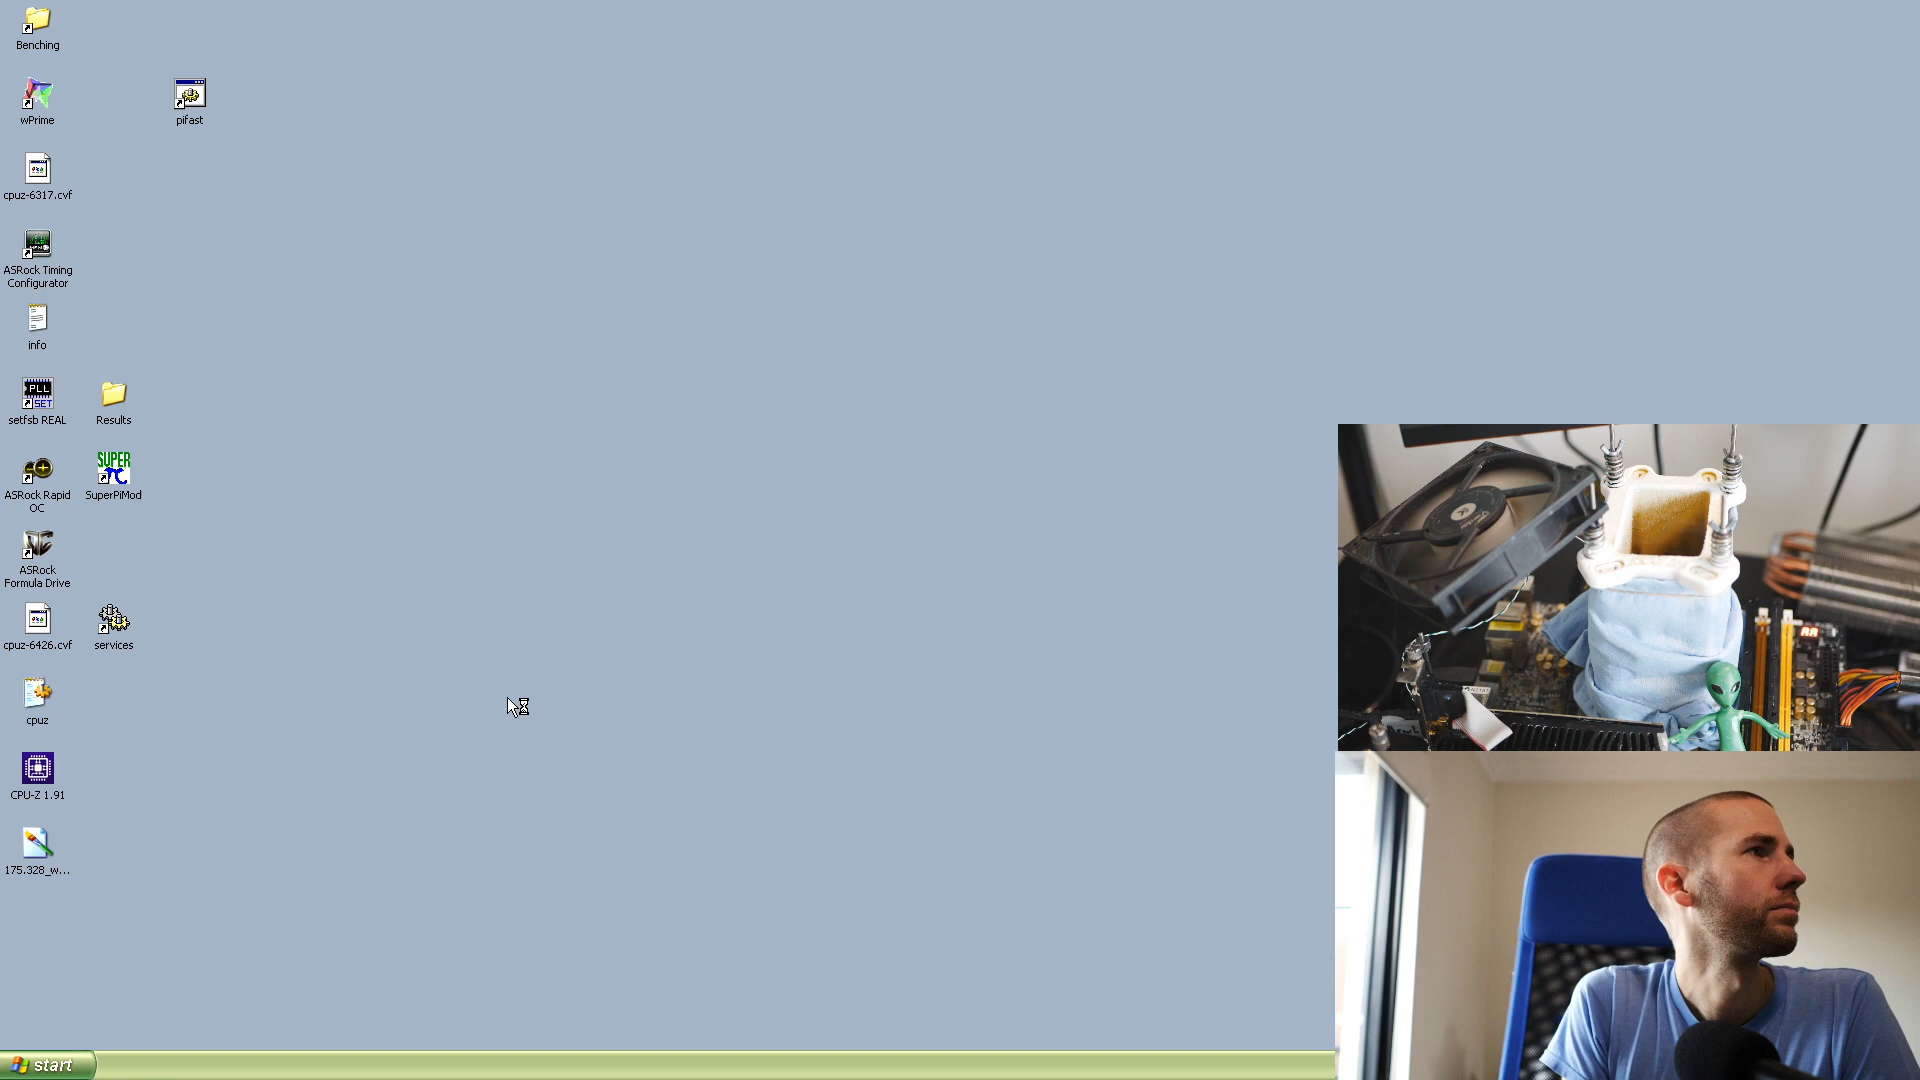 Benching
wPrime
pifast
cpuz-6317.cvf
ASRock Timing
Configurator
info
PLL
SET
setfsb REAL
Results
SUPER
ASRock Rapid
OC
SuperPiMod
ASRock
Formula Drive
cpuz-6426.cvf
services
cpuz
CPU-Z 1.91
175.328_w...
start
AA